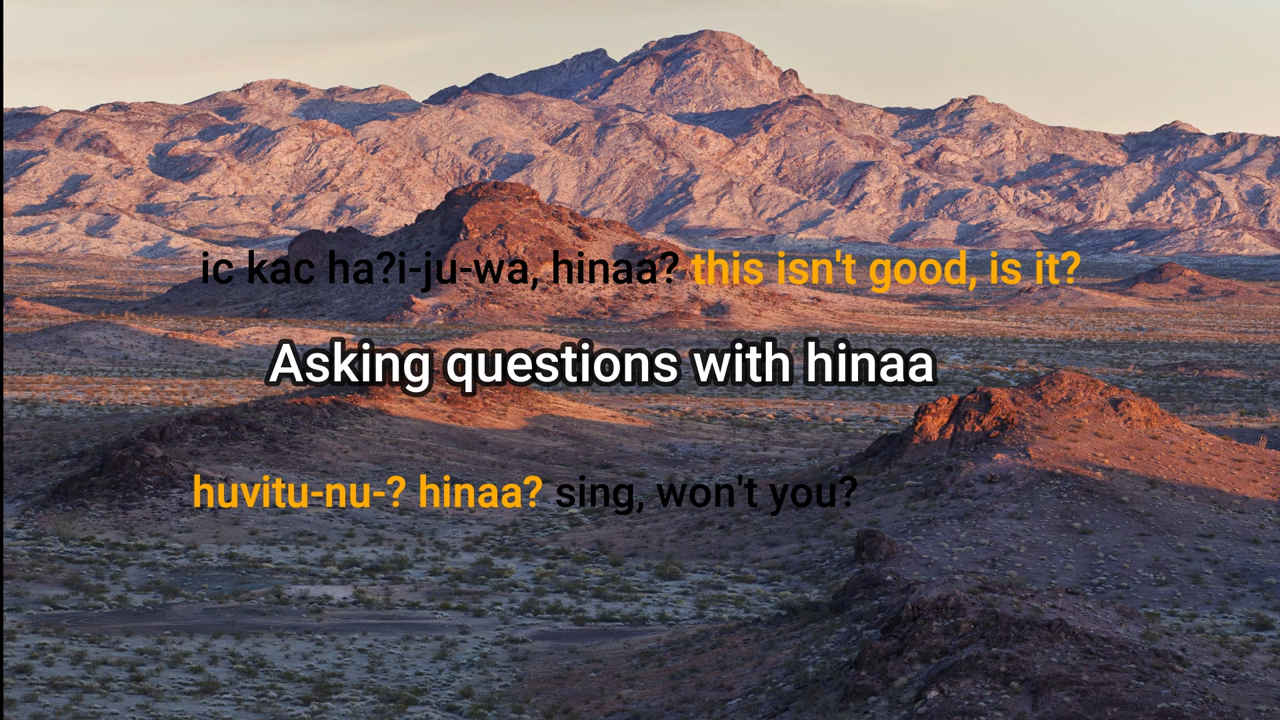 ic kac ha?i-ju-wa, hinaa? this isn't good, is it?
Asking questions with hinaa
huvitu-nu-? hinaa? sing, won't you?